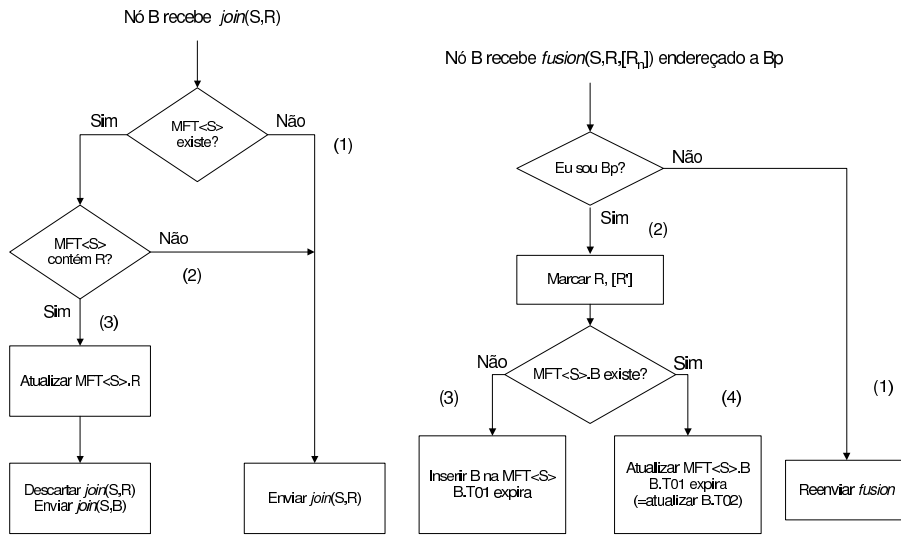 Nó B recebe join(S,R)
Sim
MFT<S>
existe?
Não
(1)
MFT<S>
contém R?
Não
(2)
Sim
(3)
Atualizar MFT<S>.R
Descartar join(S,R)
Enviar join(S,B)
Enviar join(S,R)
Nó B recebe fusion(S,R,[Rn]) endereçado a Bp
Eu sou Bp?
Não
Sim
(2)
Marcar R, [R']
Não
MFT<S>.B existe?
Sim
(3)
(4)
(1)
Inserir B na MFT<S>
B.T01 expira
Atualizar MFT<S>.B
B.T01 expira
(=atualizar B.T02)
Reenviar fusion